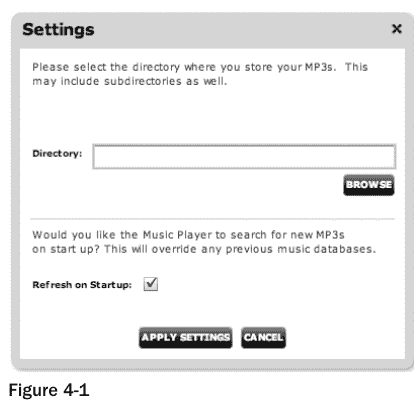 Settings
Please select the directory where you store your MP3s. This
may include subdirectories as well.
Directory:
BROWSE
Would you like the Music Player to search for new MP3s
on start up? This will override any previous music databases.
Refresh on Startup:
APPLY SETTINGS CANCEL
Figure 4-1